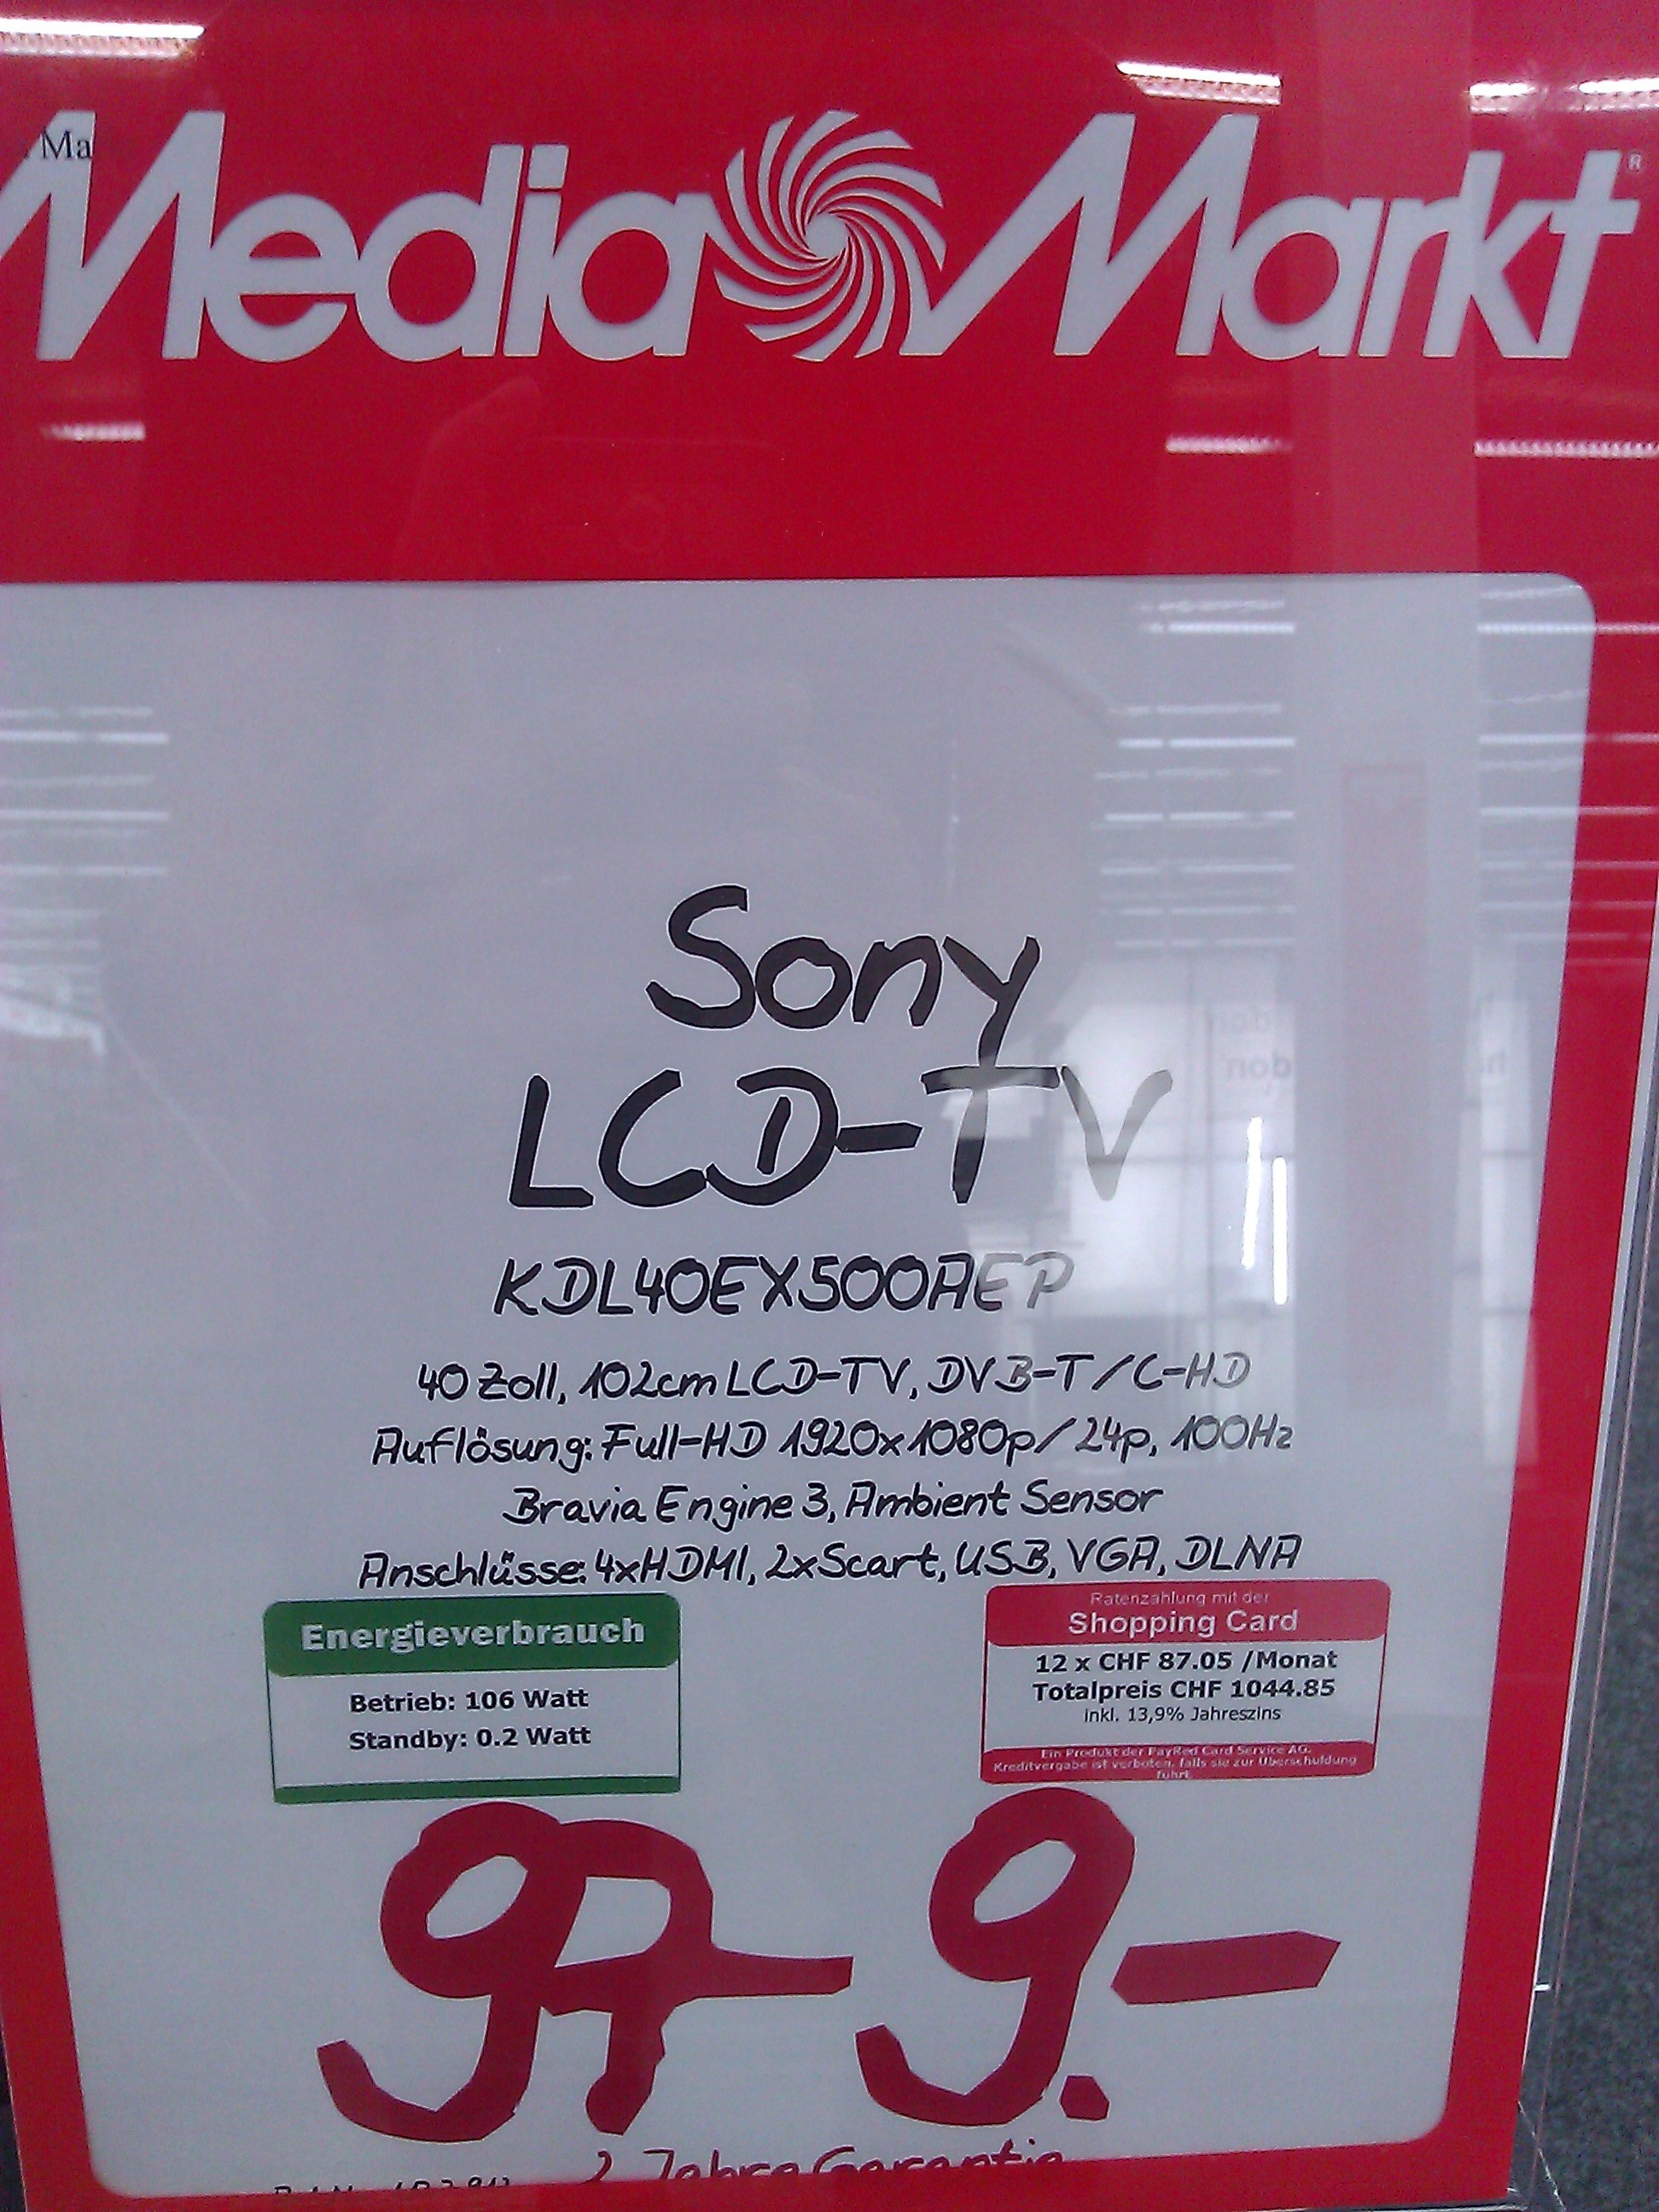 Ma
MediaMarkt®
Sony
LCD-TV
KDL40EX500AEP
40 Zoll, 102cm LCD-TV, DVB-T/C-HD
Auflösung: Full-HD 1920x1080p/24p, 100Hz
Bravia Engine 3, Ambient Sensor
Anschlüsse: 4xHDMI, 2xScart, USB, VGA, DLNA
Energieverbrauch
Betrieb: 106 Watt
Standby: 0.2 Watt
Ratenzahlung mit der
Shopping Card
12 x CHF 87.05 /Monat
Totalpreis CHF 1044.85
inkl. 13,9% Jahreszins
Ein Produkt der PayRed Card Service AG.
Kreditvergabe ist verboten, falls sie zur Überschuldung
führt
979.-
2 Jahre Garantie